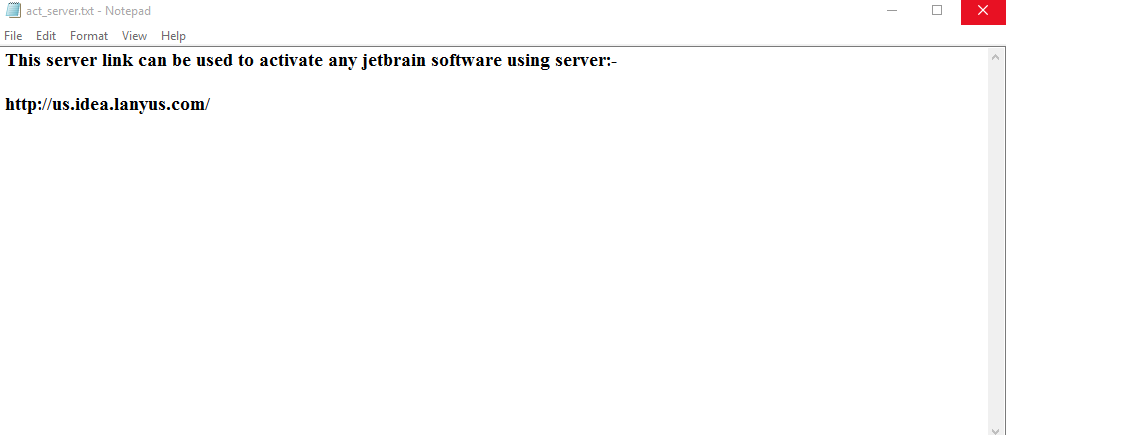 act_server.txt - Notepad
File Edit Format View Help
This server link can be used to activate any jetbrain software using server:-
http://us.idea.lanyus.com/